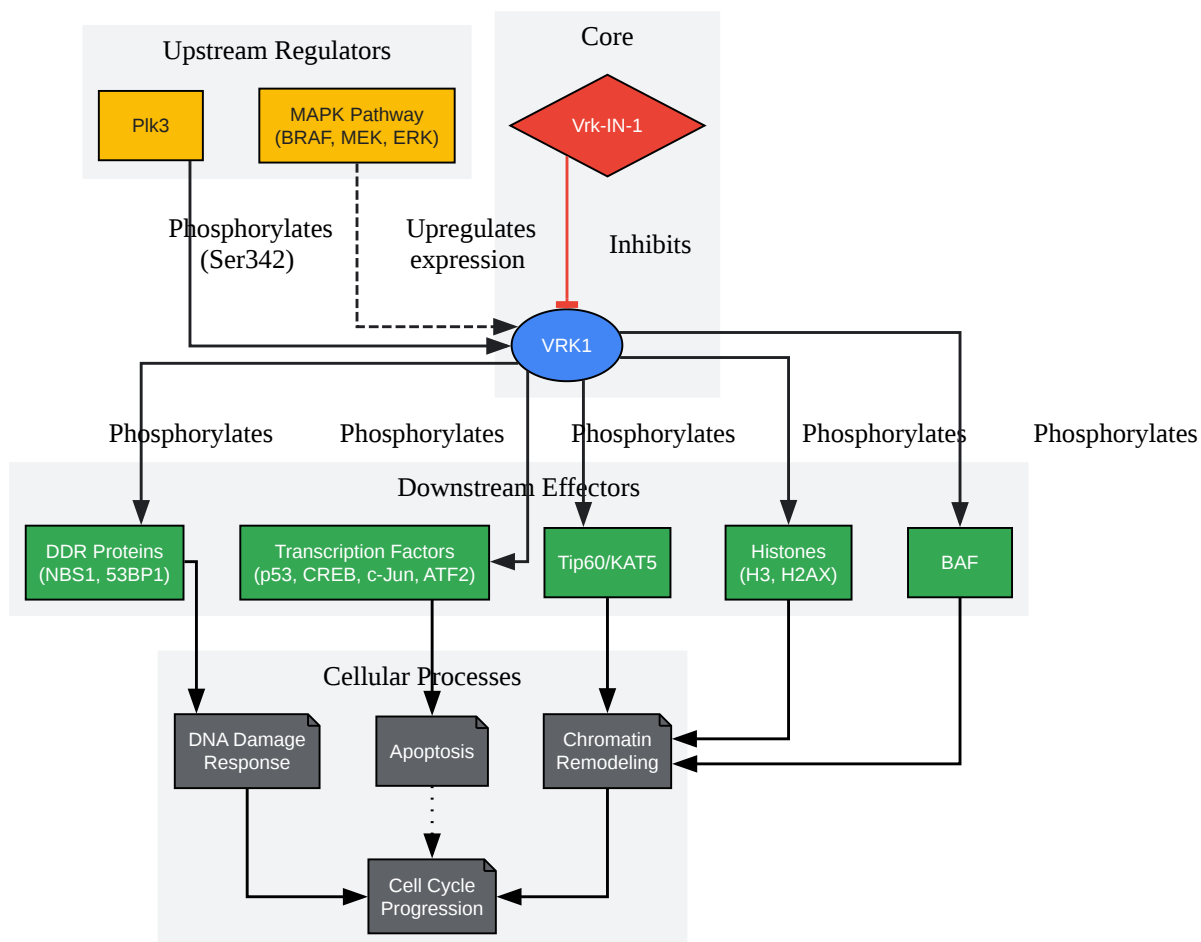 Upstream Regulators
Core
Plk3
MAPK Pathway
(BRAF, MEK, ERK)
Vrk-IN-1
Phosphorylates
(Ser342)
Upregulates
expression
Inhibits
VRK1
Phosphorylates
Phosphorylates
Phosphorylates
Phosphorylates
Phosphorylates
Downstream Effectors
DDR Proteins
(NBS1, 53BP1)
Transcription Factors
(p53, CREB, c-Jun, ATF2)
Tip60/KAT5
Histones
(H3, H2AX)
BAF
Cellular Processes
DNA Damage
Response
Apoptosis
Chromatin
Remodeling
Cell Cycle
Progression